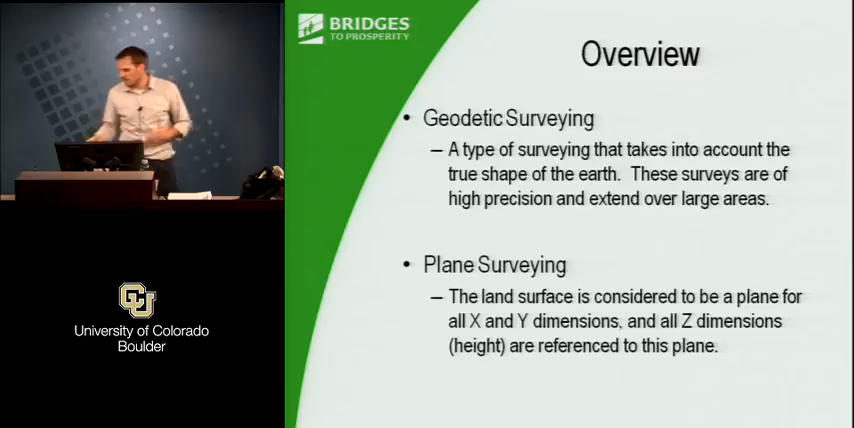 BRIDGES
TO PROSPERITY
Overview
• Geodetic Surveying
– A type of surveying that takes into account the
true shape of the earth. These surveys are of
high precision and extend over large areas.
• Plane Surveying
– The land surface is considered to be a plane for
all X and Y dimensions, and all Z dimensions
(height) are referenced to this plane.
CU
University of Colorado
Boulder